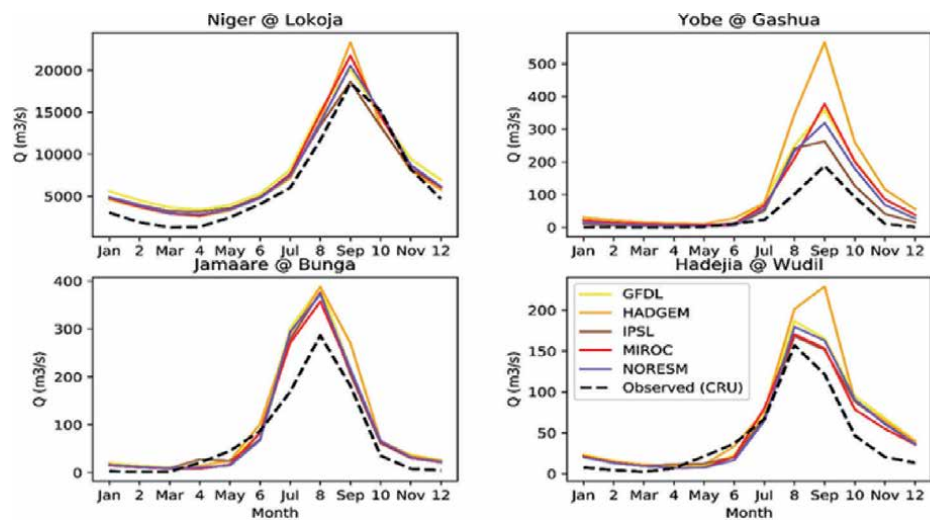 Niger @ Lokoja
Q (m3/s)
20000
15000
10000
5000
Jan 2 Mar 4 May 6 Jul 8 Sep 10 Nov 12
Yobe @ Gashua
Q (m3/s)
500
400
300
200
100
0
Jan 2 Mar 4 May 6 Jul 8 Sep 10 Nov 12
Jamaare @ Bunga
Q (m3/s)
400
300
200
100
0
Jan 2 Mar 4 May 6 Jul 8 Sep 10 Nov 12
Month
Hadejia @ Wudil
Q (m3/s)
200
150
100
50
0
GFDL
HADGEM
IPSL
MIROC
NORESM
Observed (CRU)
Jan 2 Mar 4 May 6 Jul 8 Sep 10 Nov 12
Month